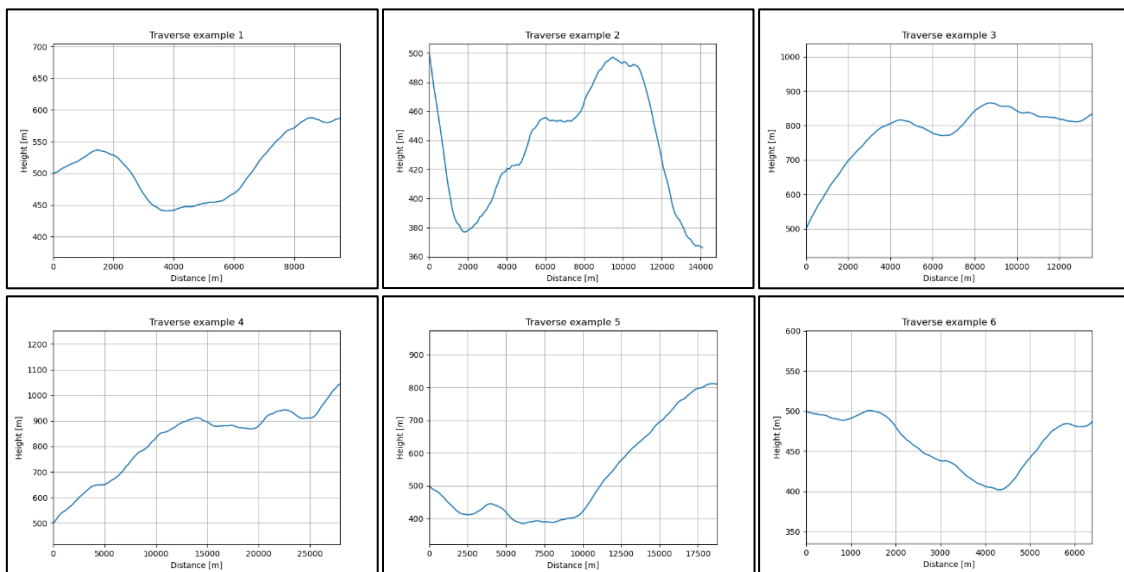 Traverse example 1
700
650
600
550
500
450
400
Height [m]
0 2000 4000 6000 8000
Distance [m]
Traverse example 2
500
480
460
440
420
400
380
360
Height [m]
0 2000 4000 6000 8000 10000 12000 14000
Distance [m]
Traverse example 3
1000
900
800
700
600
500
Height [m]
0 2000 4000 6000 8000 10000 12000
Distance [m]
Traverse example 4
1200
1100
1000
900
800
700
600
500
Height [m]
0 5000 10000 15000 20000 25000
Distance [m]
Traverse example 5
900
800
700
600
500
400
Height [m]
0 2500 5000 7500 10000 12500 15000 17500
Distance [m]
Traverse example 6
600
550
500
450
400
350
Height [m]
0 1000 2000 3000 4000 5000 6000
Distance [m]